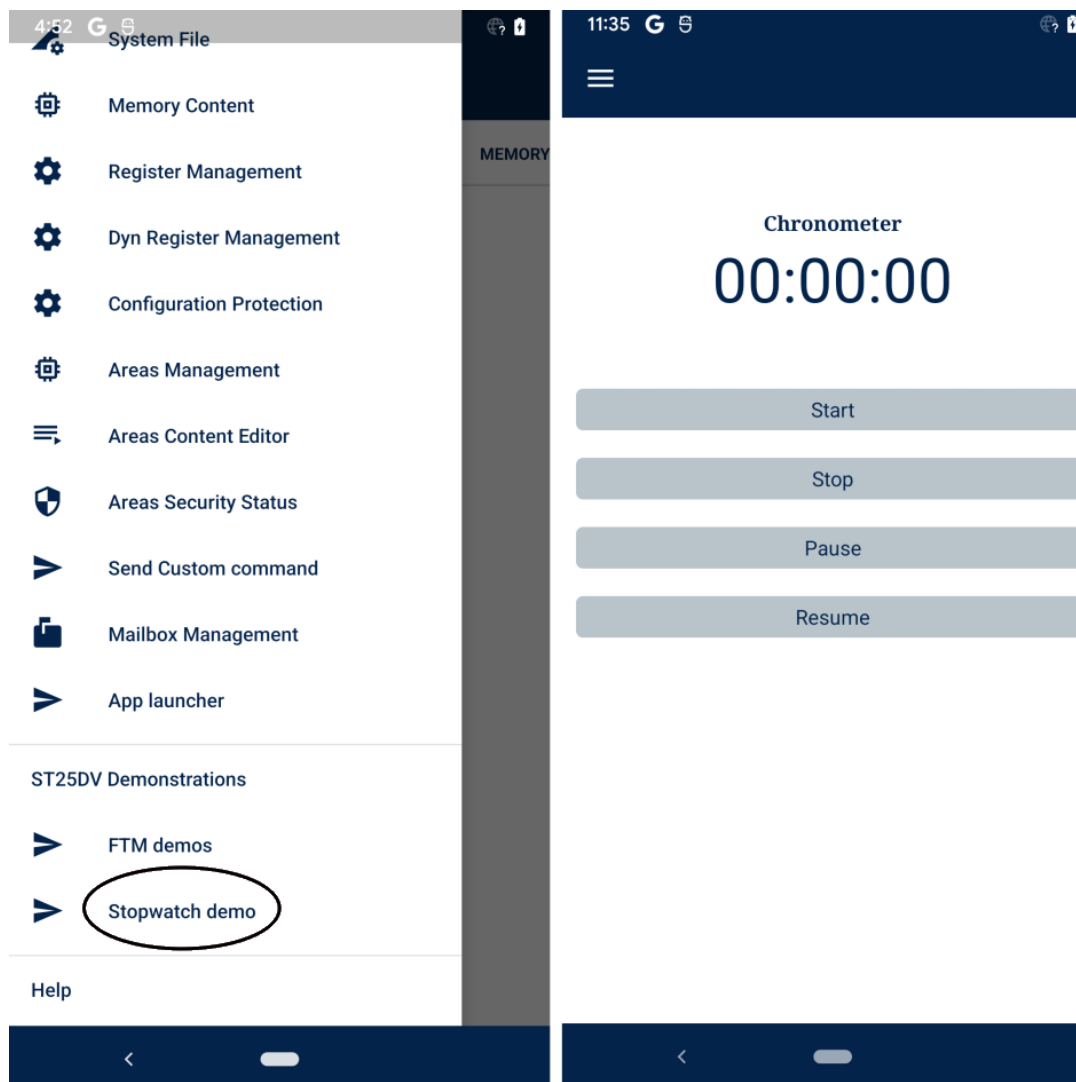 4:52 G
System File
Memory Content
MEMORY
Register Management
Dyn Register Management
Configuration Protection
Areas Management
Areas Content Editor
Areas Security Status
Send Custom command
Mailbox Management
App launcher
ST25DV Demonstrations
FTM demos
Stopwatch demo
Help
11:35 G
Chronometer
00:00:00
Start
Stop
Pause
Resume